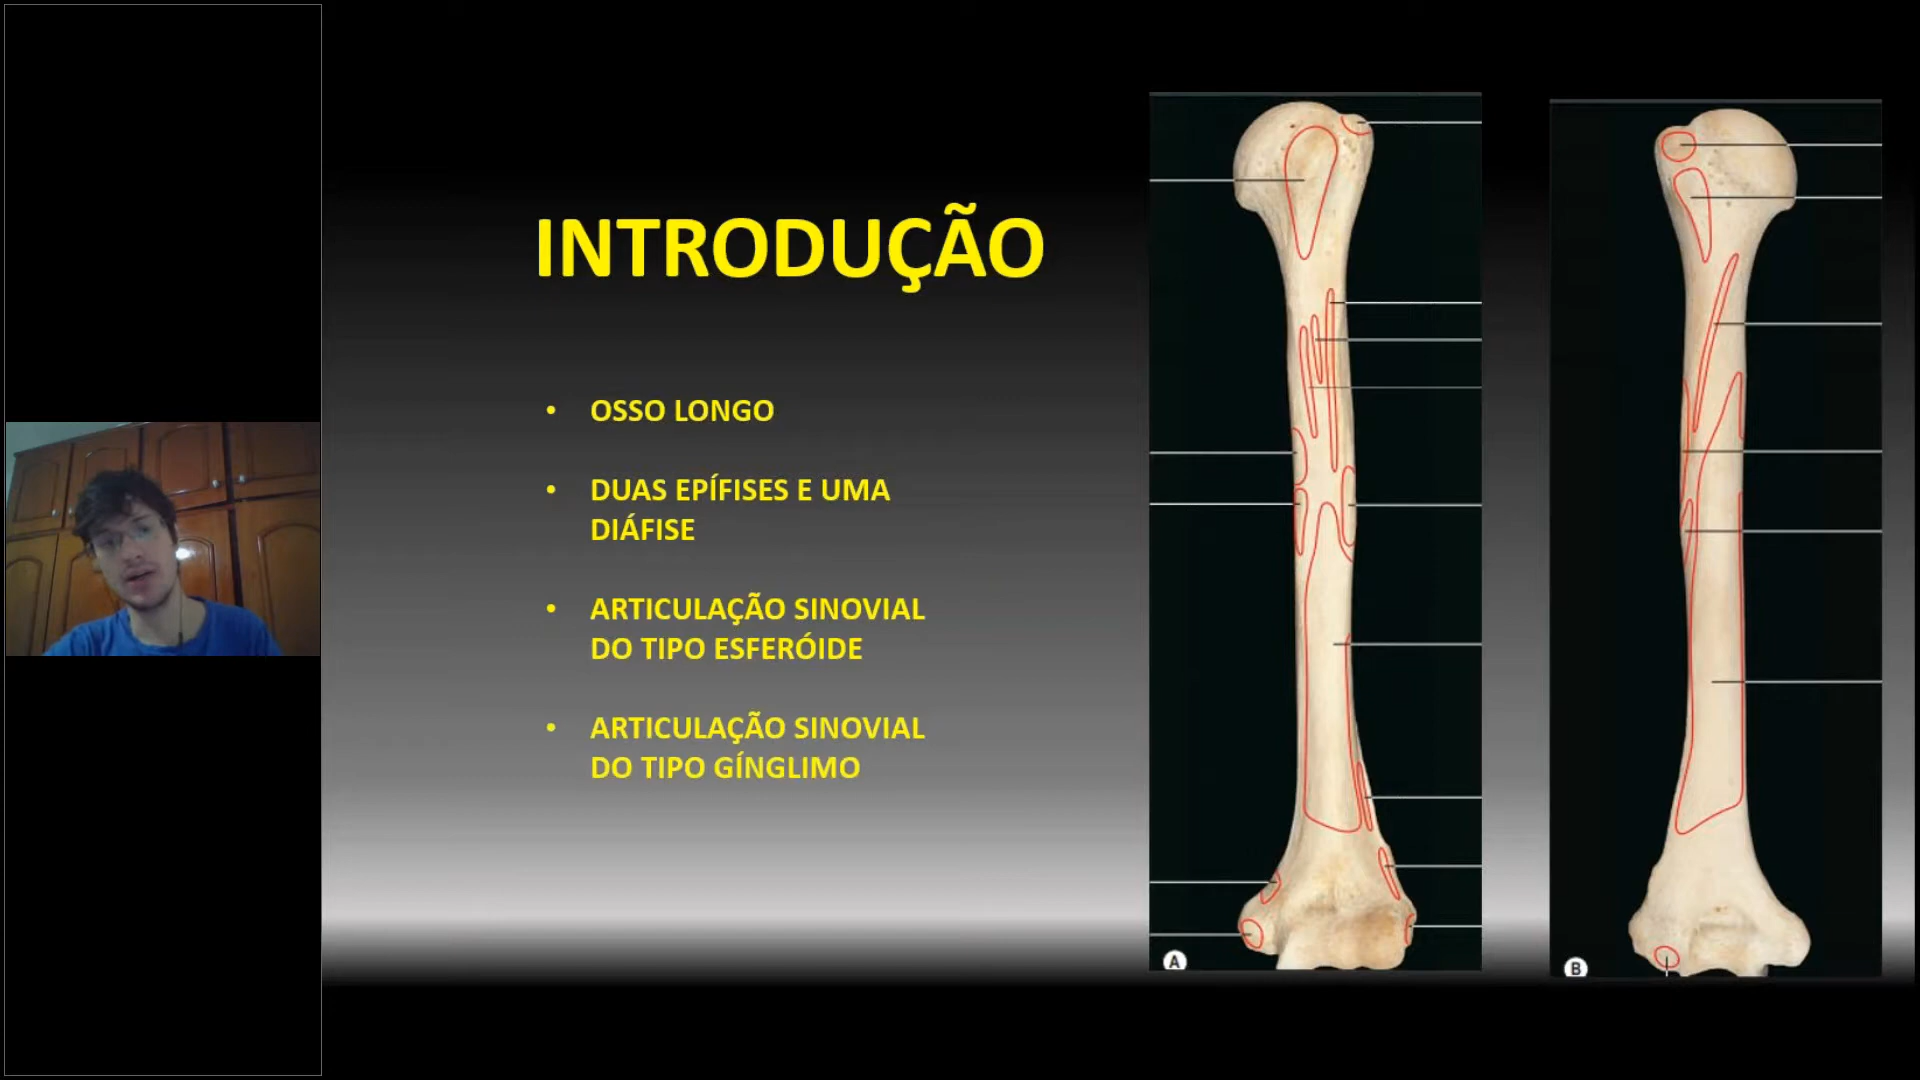 INTRODUÇÃO
• OSSO LONGO
• DUAS EPÍFISES E UMA
DIÁFISE
• ARTICULAÇÃO SINOVIAL
DO TIPO ESFERÓIDE
• ARTICULAÇÃO SINOVIAL
DO TIPO GÍNGLIMO
A
B